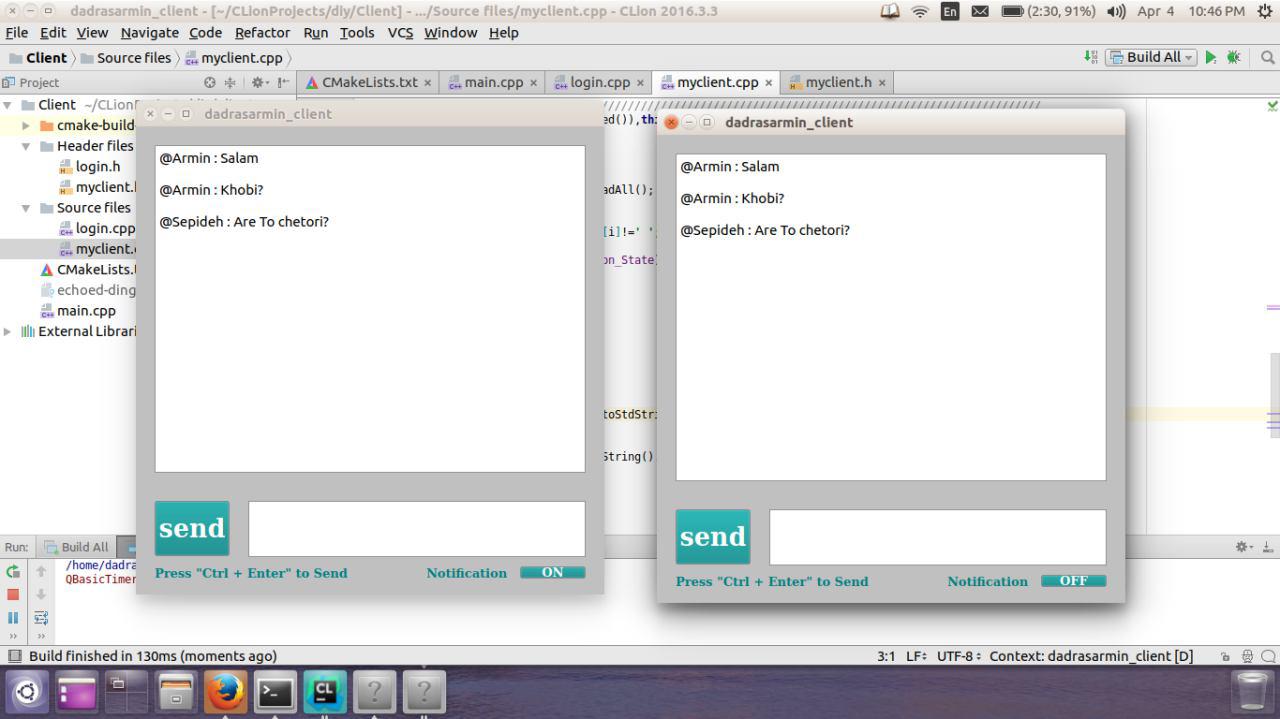 dadrasarmin_client - [~/CLionProjects/diy/Client] - .../Source files/myclient.cpp - CLion 2016.3.3
En
(2:30, 91%)
Apr 4
10:46 PM
File Edit View Navigate Code Refactor Run Tools VCS Window Help
Client
Source files
myclient.cpp
Build All
Project
CMakeLists.txt
main.cpp
login.cpp
myclient.cpp
myclient.h
Client
cmake-build
Header files
login.h
myclient.h
Source files
login.cpp
myclient.
CMakeLists.
echoed-ding
main.cpp
External Librari
ed()),thi
adAll();
[i]!=' '
on_State)
toStdStri
String()
dadrasarmin_client
@Armin : Salam
@Armin : Khobi?
@Sepideh : Are To chetori?
send
Press "Ctrl + Enter" to Send
Notification
ON
dadrasarmin_client
@Armin : Salam
@Armin : Khobi?
@Sepideh : Are To chetori?
send
Press "Ctrl + Enter" to Send
Notification
OFF
Run:
Build All
/home/dadra
QBasicTimer
Build finished in 130ms (moments ago)
3:1
LF
UTF-8
Context: dadrasarmin_client [D]
CL